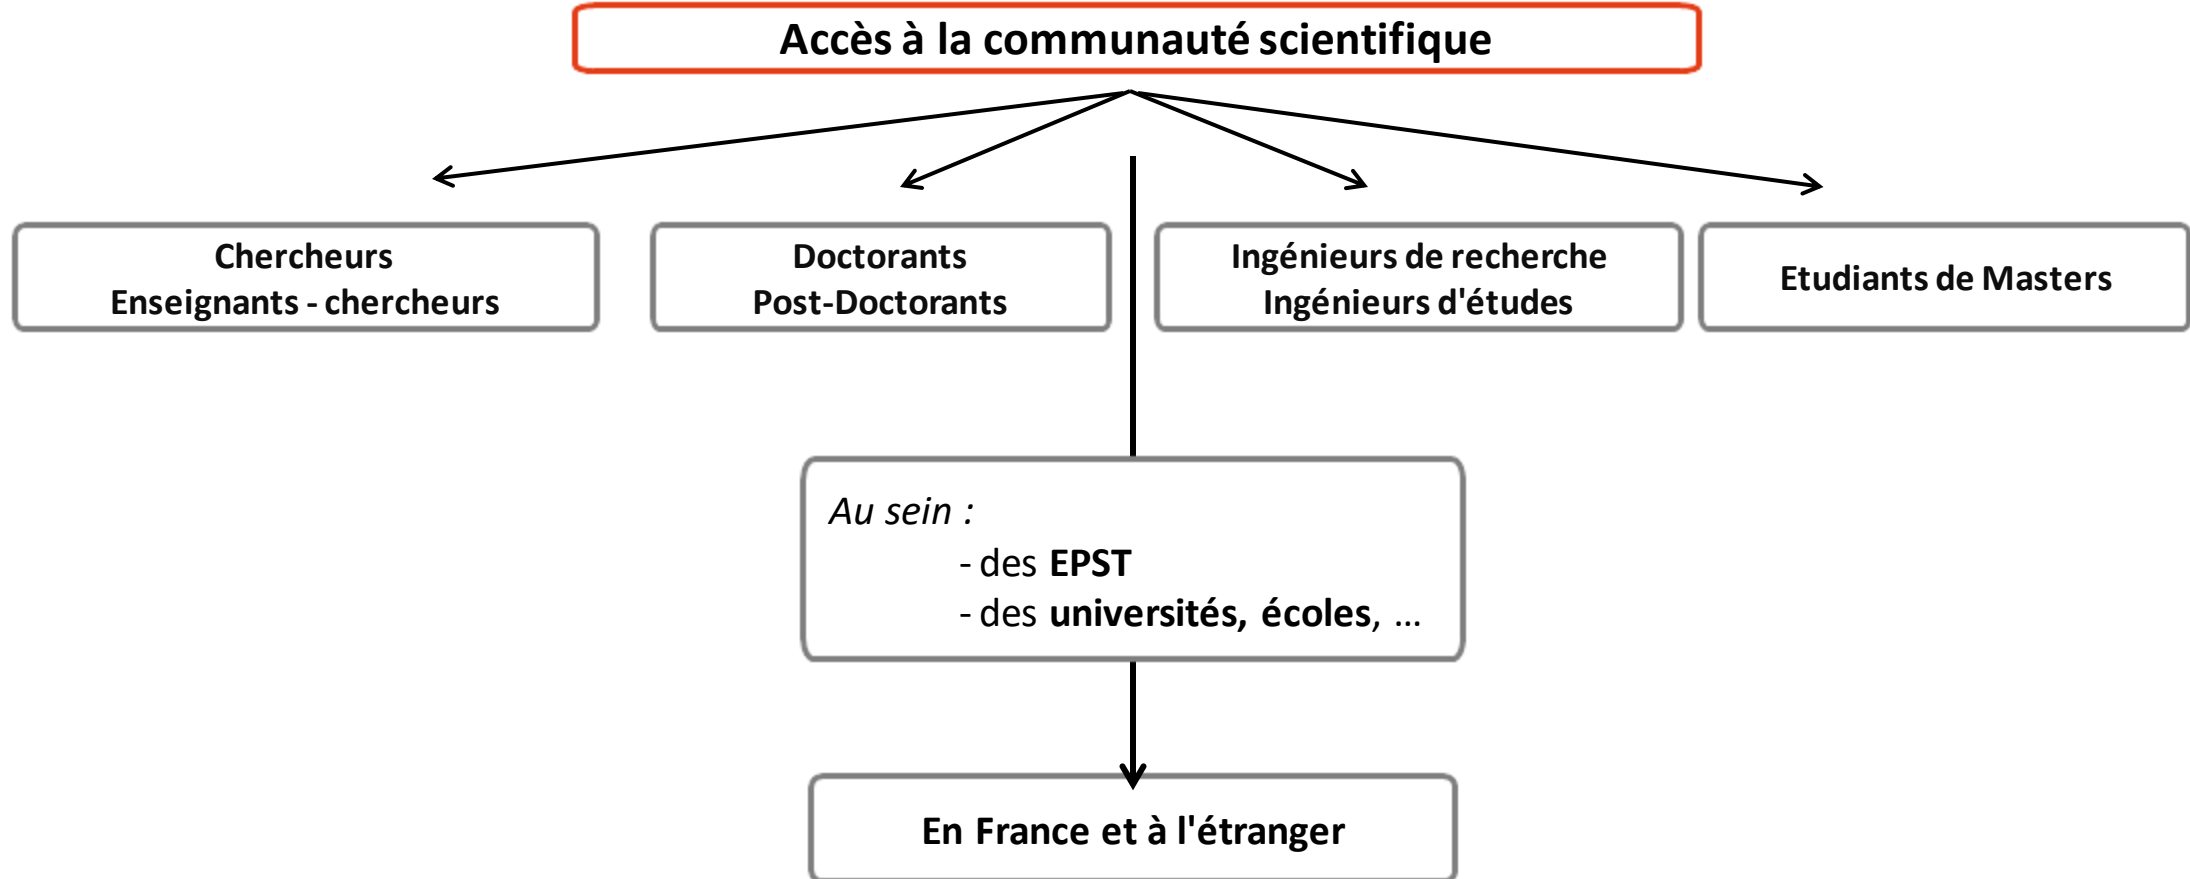 Accès à la communauté scientifique
Chercheurs
Enseignants - chercheurs
Doctorants
Post-Doctorants
Ingénieurs de recherche
Ingénieurs d'études
Etudiants de Masters
Au sein :
- des EPST
- des universités, écoles, ...
En France et à l'étranger